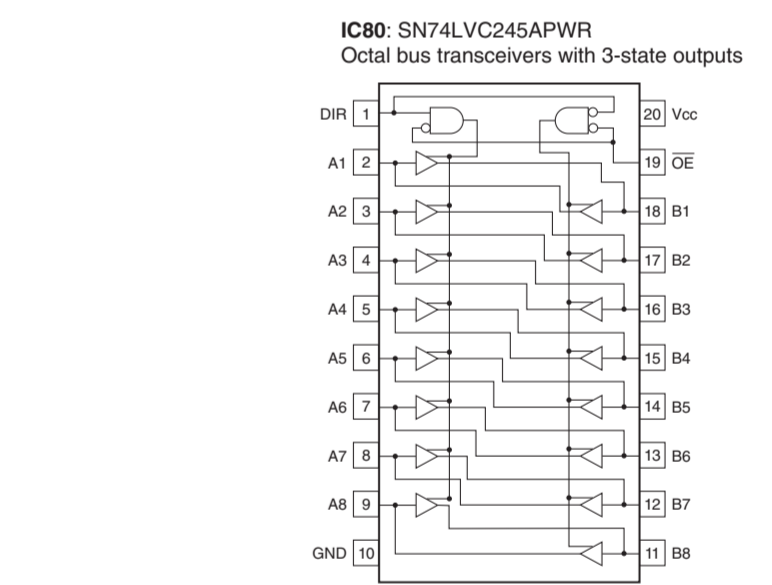 IC80: SN74LVC245APWR
Octal bus transceivers with 3-state outputs
DIR 1 20 Vcc
A1 2 19 OE
A2 3 18 B1
A3 4 17 B2
A4 5 16 B3
A5 6 15 B4
A6 7 14 B5
A7 8 13 B6
A8 9 12 B7
GND 10 11 B8